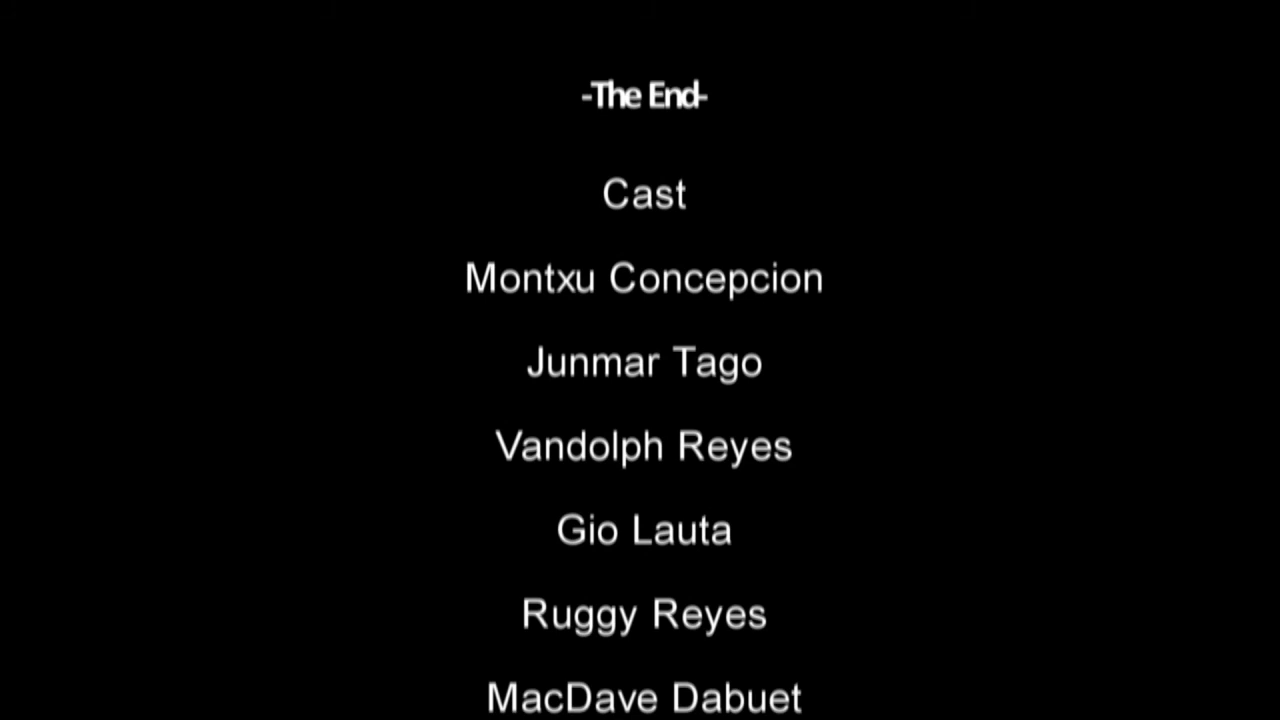 -The End-
Cast
Montxu Concepcion
Junmar Tago
Vandolph Reyes
Gio Lauta
Ruggy Reyes
MacDave Dabuet